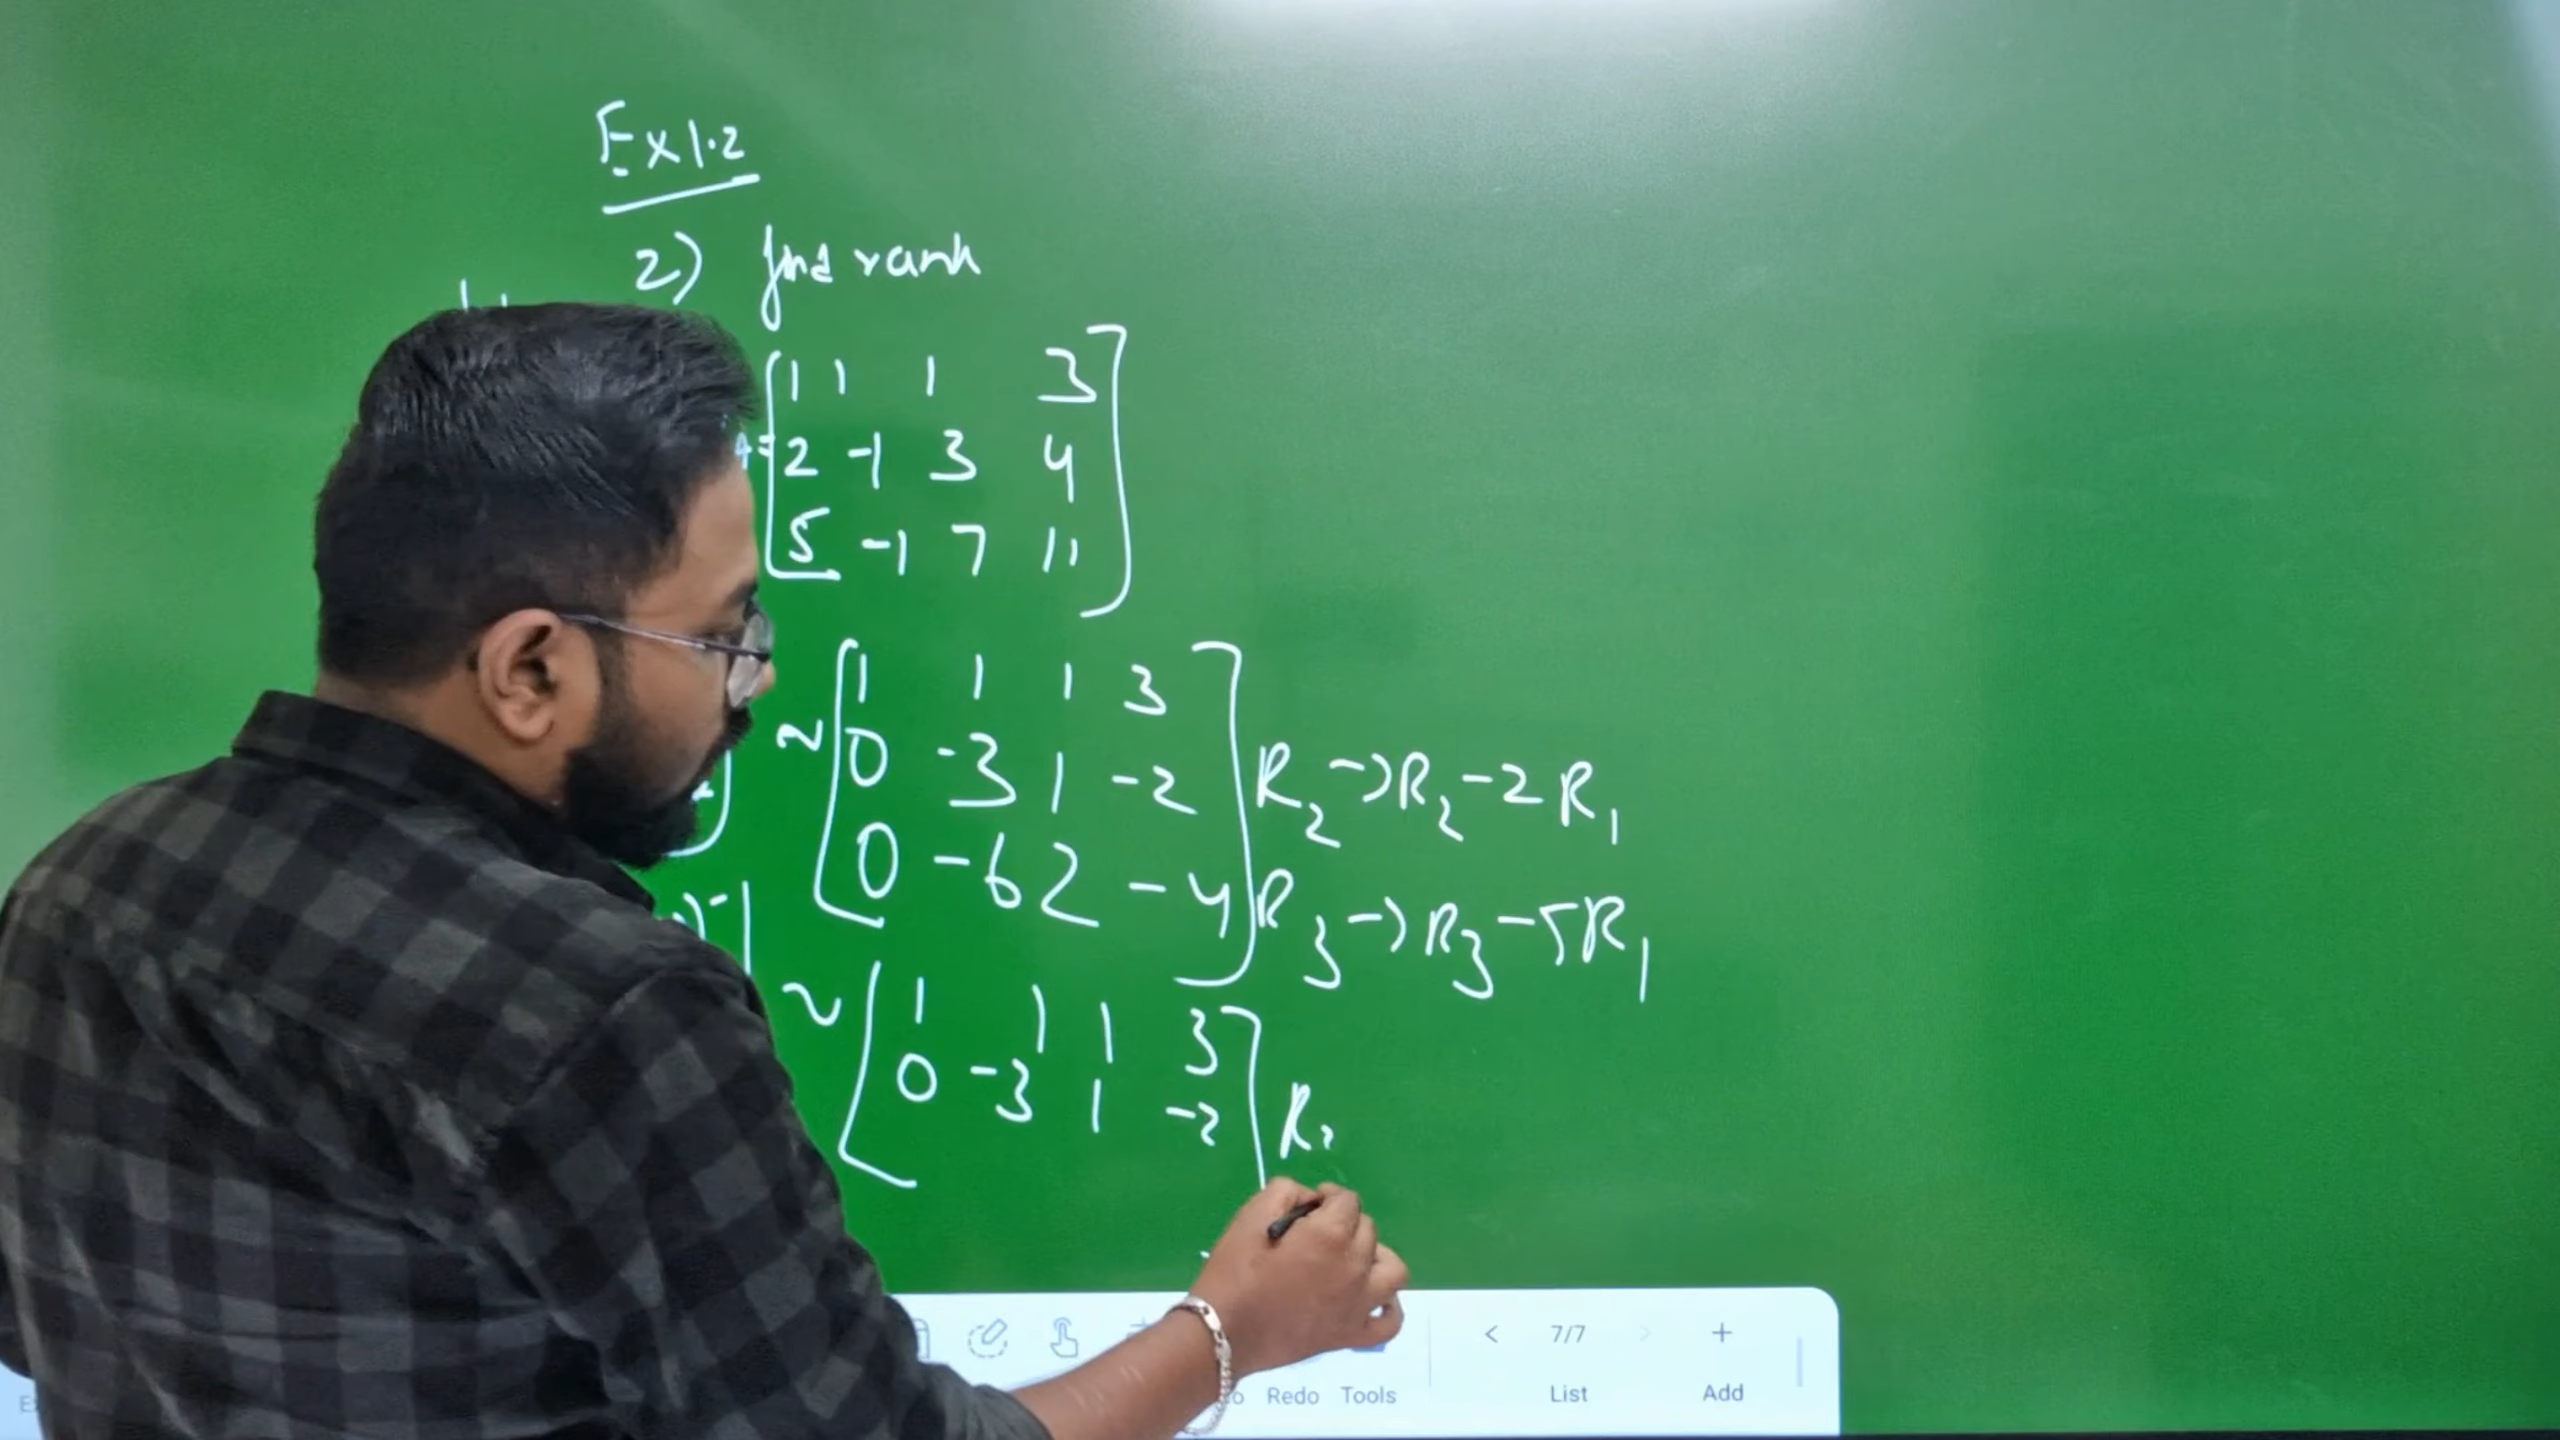 Ex 1.2
2) find rank
1 1 1 3
2 -1 3 4
5 -1 7 11
~ 1 1 1 3
0 -3 1 -2 R2 -> R2 - 2R1
0 -6 2 -4 R3 -> R3 - 5R1
~ 1 1 1 3
0 -3 1 -2
Redo Tools
< 7/7 > +
List Add